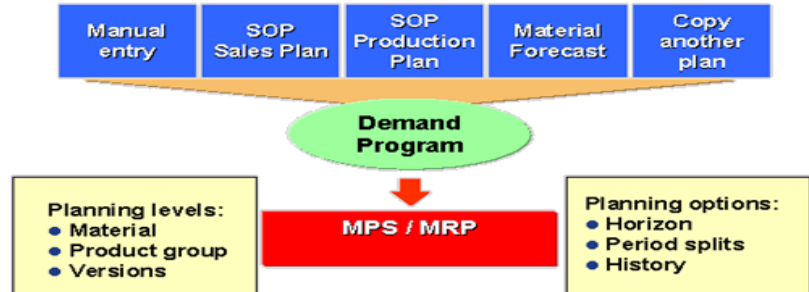 Manual
entry
SOP
Sales Plan
SOP
Production
Plan
Material
Forecast
Copy
another
plan
Demand
Program
Planning levels:
• Material
• Product group
• Versions
MPS / MRP
Planning options:
• Horizon
• Period splits
• History